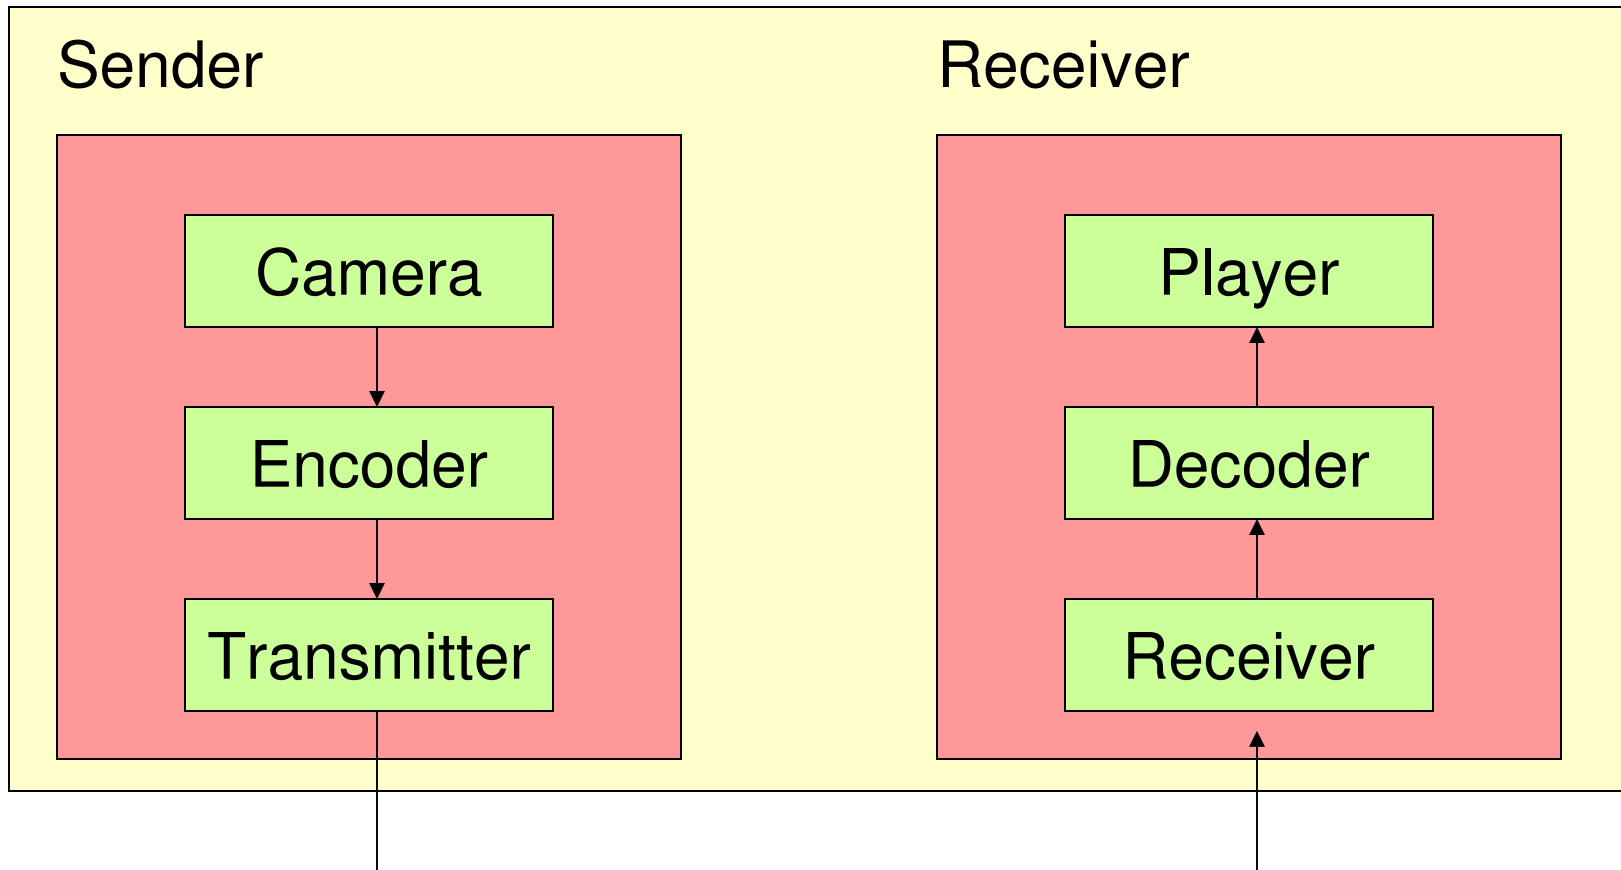 Sender
Camera
Encoder
Transmitter
Receiver
Player
Decoder
Receiver